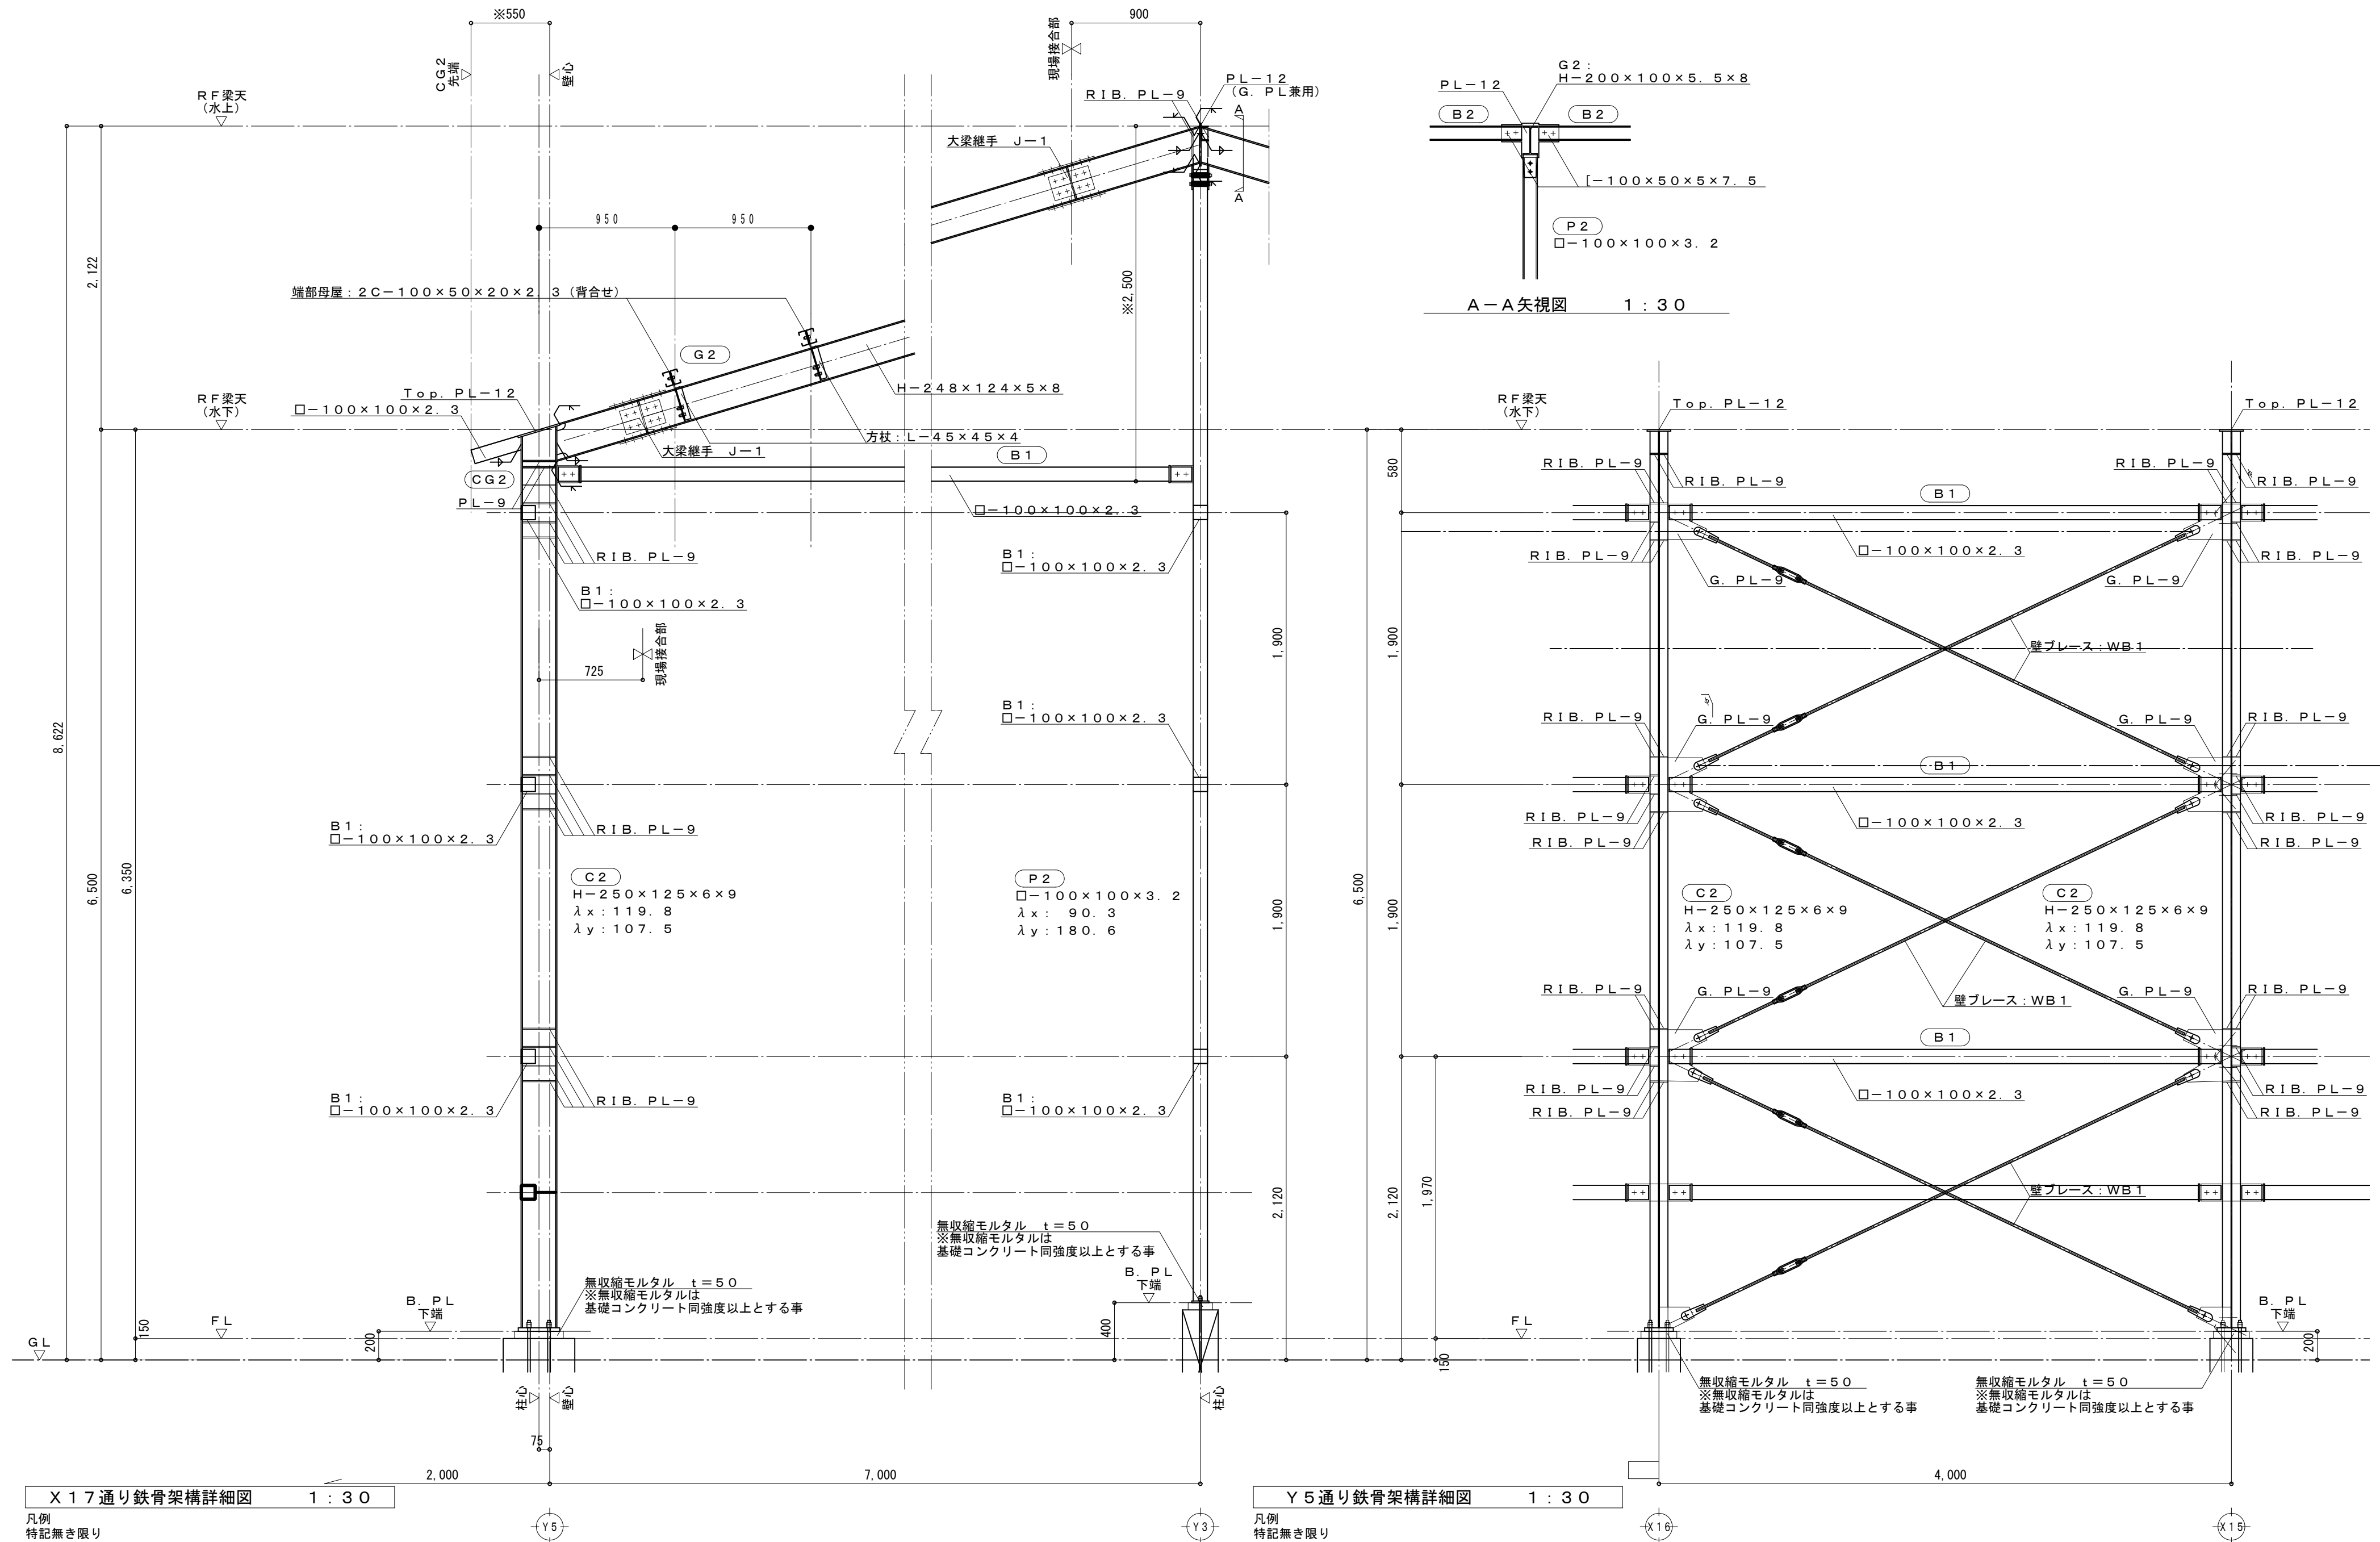 ※550
CG2
先端
壁心
900
現場接合部
RF梁天
(水上)
RIB. PL-9
PL-12
(G. PL兼用)
A
A
大梁継手 J-1
950
950
2,122
※2,500
端部母屋:2C-100×50×20×2. 3(背合せ)
G2
H-248×124×5×8
Top. PL-12
□-100×100×2. 3
RF梁天
(水下)
方杖:L-45×45×4
大梁継手 J-1
B1
CG2
PL-9
□-100×100×2. 3
RIB. PL-9
B1:
□-100×100×2. 3
B1:
□-100×100×2. 3
現場接合部
725
1,900
B1:
□-100×100×2. 3
8,622
6,500
6,350
B1:
□-100×100×2. 3
RIB. PL-9
C2
H-250×125×6×9
λx:119. 8
λy:107. 5
P2
□-100×100×3. 2
λx: 90. 3
λy:180. 6
1,900
B1:
□-100×100×2. 3
RIB. PL-9
B1:
□-100×100×2. 3
2,120
無収縮モルタル t=50
※無収縮モルタルは
基礎コンクリート同強度以上とする事
無収縮モルタル t=50
※無収縮モルタルは
基礎コンクリート同強度以上とする事
B. PL
下端
B. PL
下端
FL
GL
150
200
400
柱心
壁心
柱心
75
2,000
7,000
X17通り鉄骨架構詳細図 1:30
凡例
特記無き限り
Y5
Y3
G2:
H-200×100×5. 5×8
PL-12
B2
B2
[-100×50×5×7. 5
P2
□-100×100×3. 2
A-A矢視図 1:30
RF梁天
(水下)
Top. PL-12
Top. PL-12
580
RIB. PL-9
RIB. PL-9
RIB. PL-9
RIB. PL-9
B1
RIB. PL-9
□-100×100×2. 3
RIB. PL-9
G. PL-9
G. PL-9
1,900
壁ブレース:WB1
RIB. PL-9
G. PL-9
G. PL-9
RIB. PL-9
B1
RIB. PL-9
□-100×100×2. 3
RIB. PL-9
RIB. PL-9
RIB. PL-9
6,500
1,900
C2
H-250×125×6×9
λx:119. 8
λy:107. 5
C2
H-250×125×6×9
λx:119. 8
λy:107. 5
RIB. PL-9
G. PL-9
壁ブレース:WB1
G. PL-9
RIB. PL-9
B1
RIB. PL-9
□-100×100×2. 3
RIB. PL-9
RIB. PL-9
RIB. PL-9
2,120
1,970
壁ブレース:WB1
FL
B. PL
下端
150
200
無収縮モルタル t=50
※無収縮モルタルは
基礎コンクリート同強度以上とする事
無収縮モルタル t=50
※無収縮モルタルは
基礎コンクリート同強度以上とする事
4,000
Y5通り鉄骨架構詳細図 1:30
凡例
特記無き限り
X16
X15